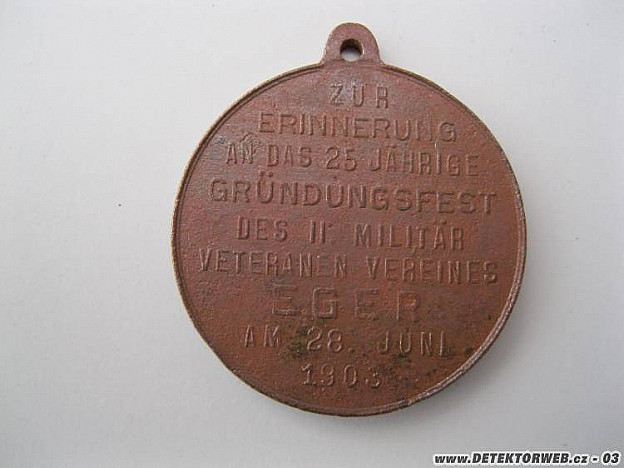 ZUR
ERINNERUNG
AN DAS 25 JÄHRIGE
GRÜNDUNGSFEST
DES II. MILITÄR
VETERANEN VEREINES
EGER
AM 28. JUNI
1903
www.DETEKTORWEB.cz - 03